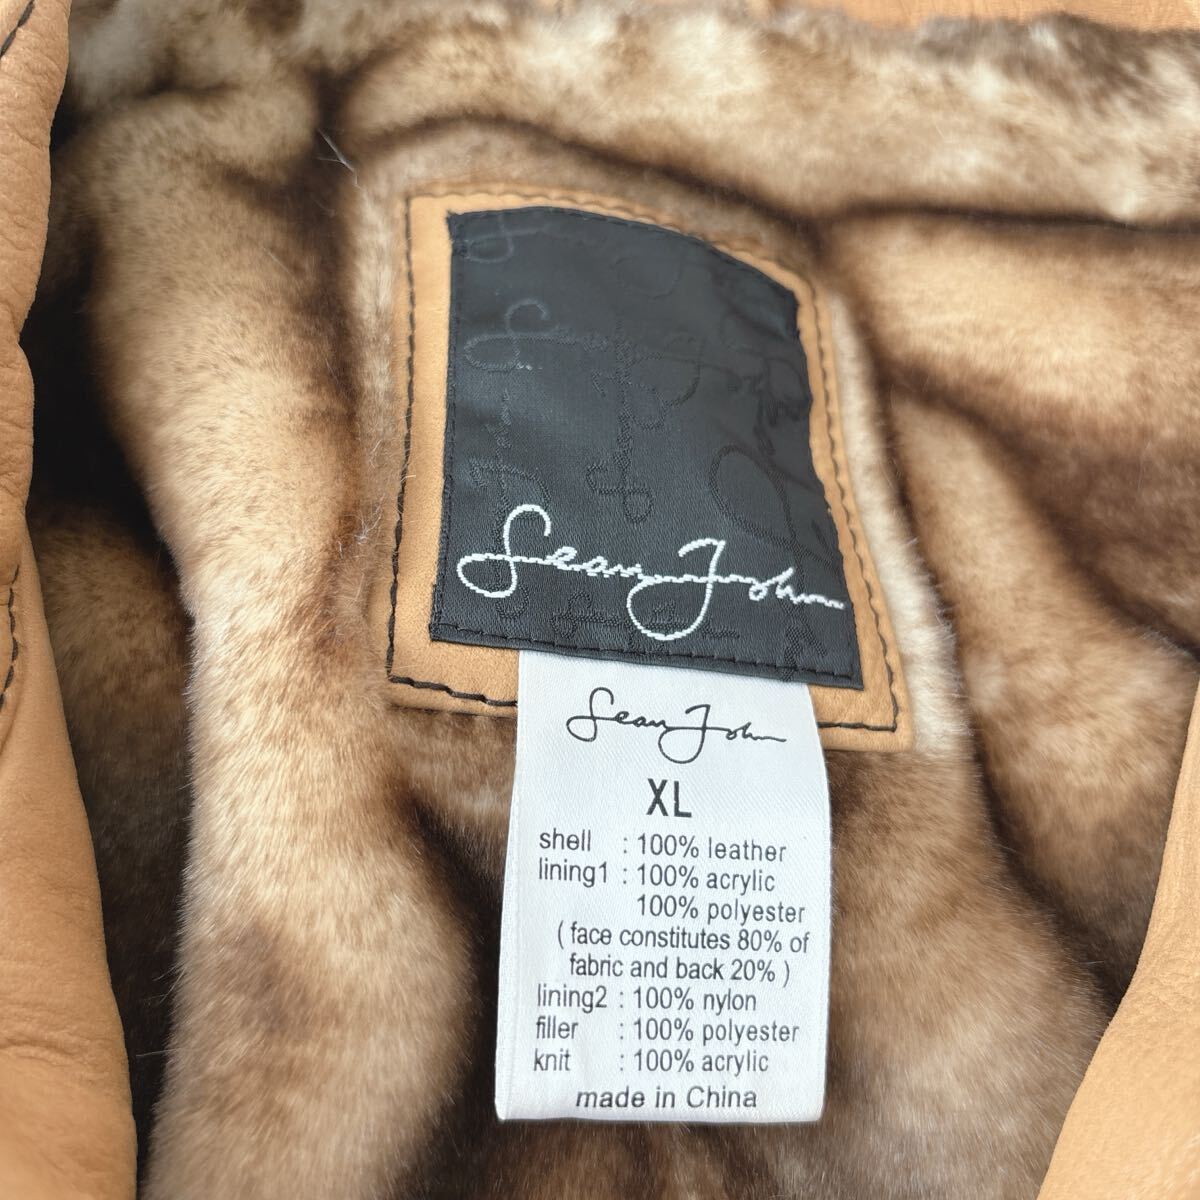 Sean John
Sean John
XL
shell : 100% leather
lining1 : 100% acrylic
100% polyester
( face constitutes 80% of
fabric and back 20% )
lining2 : 100% nylon
filler : 100% polyester
knit : 100% acrylic
made in China